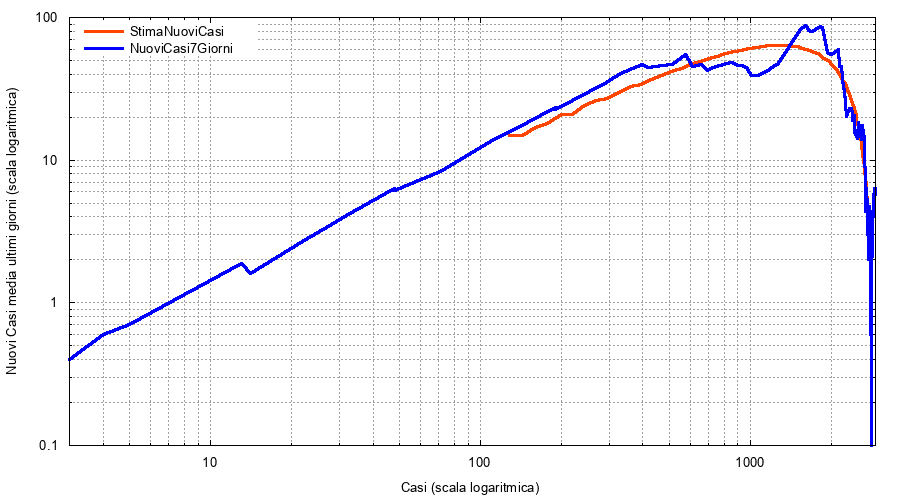 100
StimaNuoviCasi
NuoviCasi7Giorni
10
1
0.1
Nuovi Casi media ultimi giorni (scala logaritmica)
10
100
1000
Casi (scala logaritmica)